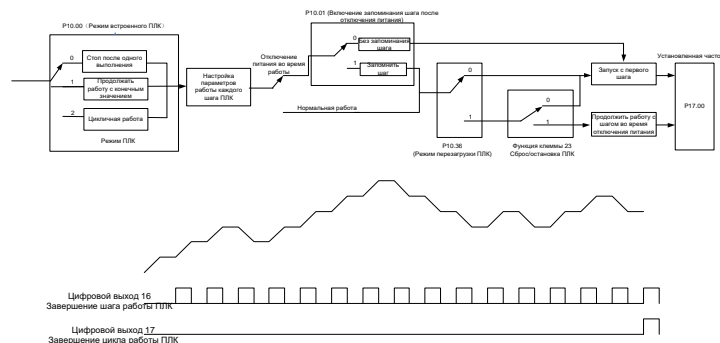 P10.00 (Режим встроенного ПЛК)
0
Стоп после одного
выполнения
1
Продолжать
работу с конечным
значением
2
Цикличная работа
Режим ПЛК
Настройка
параметров
работы каждого
шага ПЛК
Отключение
питания во время
работы
P10.01 (Включение запоминания шага после
отключения питания)
0
Без запоминания
шага
1
Запомнить
шаг
Нормальная работа
0
1
P10.36
(Режим перезагрузки ПЛК)
0
1
Функция клеммы 23
Сброс/остановка ПЛК
Запуск с первого
шага
Продолжить работу с
шагом во время
отключения питания
Установленная часто
P17.00
Цифровой выход 16
Завершение шага работы ПЛК
Цифровой выход 17
Завершение цикла работы ПЛК